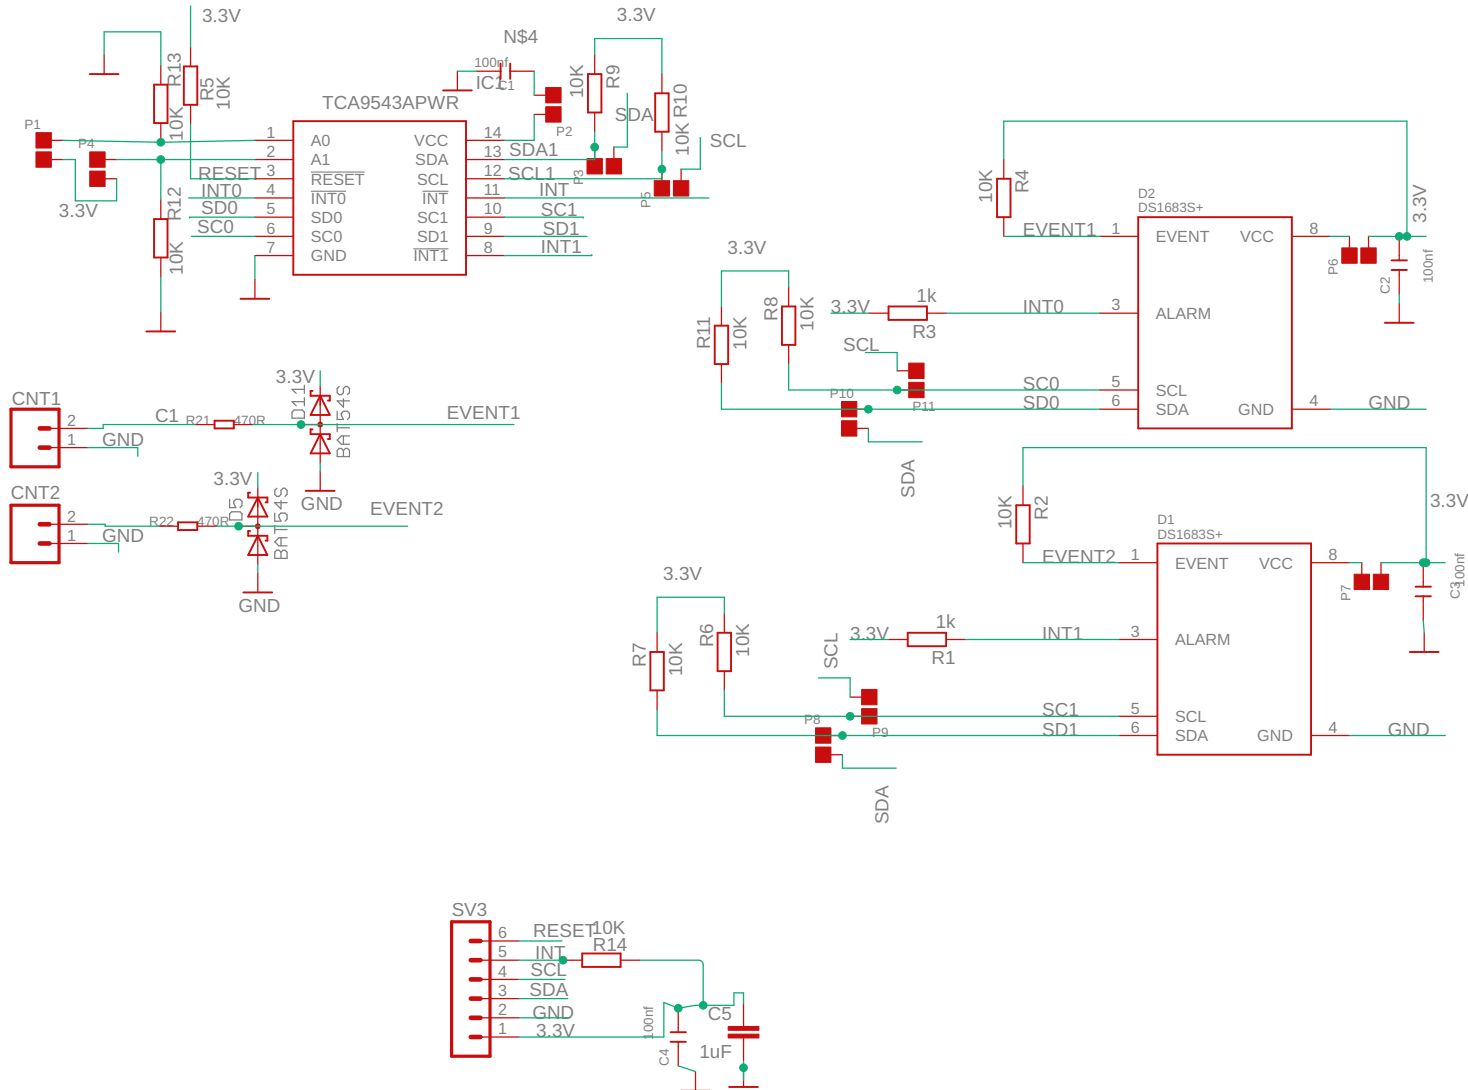 3.3V
R13
10K
R5
10K
P1
P4
3.3V
R12
10K
RESET
INT0
SD0
SC0
N$4
100nf
IC1
C1
TCA9543APWR
1 A0 VCC 14
2 A1 SDA 13
3 RESET SCL 12
4 INT0 INT 11
5 SD0 SC1 10
6 SC0 SD1 9
7 GND INT1 8
P2
SDA1
SCL1
INT
SC1
SD1
INT1
3.3V
10K
R9
SDA
P3
10K
R10
SCL
P5
10K
R4
EVENT1
D2
DS1683S+
1 EVENT VCC 8
3 ALARM
5 SCL
6 SDA GND 4
P6
3.3V
C2
100nf
GND
3.3V
R11
10K
R8
10K
3.3V
1k
R3
INT0
SCL
SC0
P11
P10
SD0
SDA
CNT1
2
1
C1
GND
R21
470R
3.3V
D11
BAT54S
EVENT1
GND
CNT2
2
1
GND
R22
470R
3.3V
D5
BAT54S
EVENT2
GND
10K
R2
EVENT2
D1
DS1683S+
1 EVENT VCC 8
3 ALARM
5 SCL
6 SDA GND 4
P7
3.3V
C3
100nf
GND
3.3V
R7
10K
R6
10K
3.3V
1k
R1
INT1
SCL
SC1
P9
P8
SD1
SDA
SV3
6 RESET
5 INT
4 SCL
3 SDA
2 GND
1 3.3V
10K
R14
100nf
C4
C5
1uF